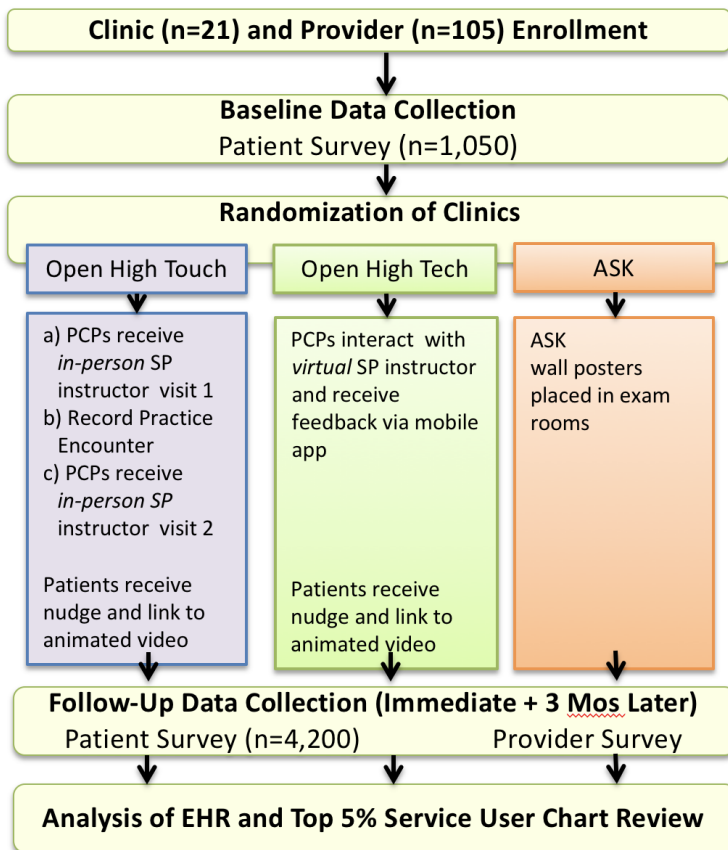 Clinic (n=21) and Provider (n=105) Enrollment
Baseline Data Collection
Patient Survey (n=1,050)
Randomization of Clinics
Open High Touch
a) PCPs receive
in-person SP
instructor visit 1
b) Record Practice
Encounter
c) PCPs receive
in-person SP
instructor visit 2
Patients receive
nudge and link to
animated video
Open High Tech
PCPs interact with
virtual SP instructor
and receive
feedback via mobile
app
Patients receive
nudge and link to
animated video
ASK
ASK
wall posters
placed in exam
rooms
Follow-Up Data Collection (Immediate + 3 Mos Later)
Patient Survey (n=4,200) Provider Survey
Analysis of EHR and Top 5% Service User Chart Review